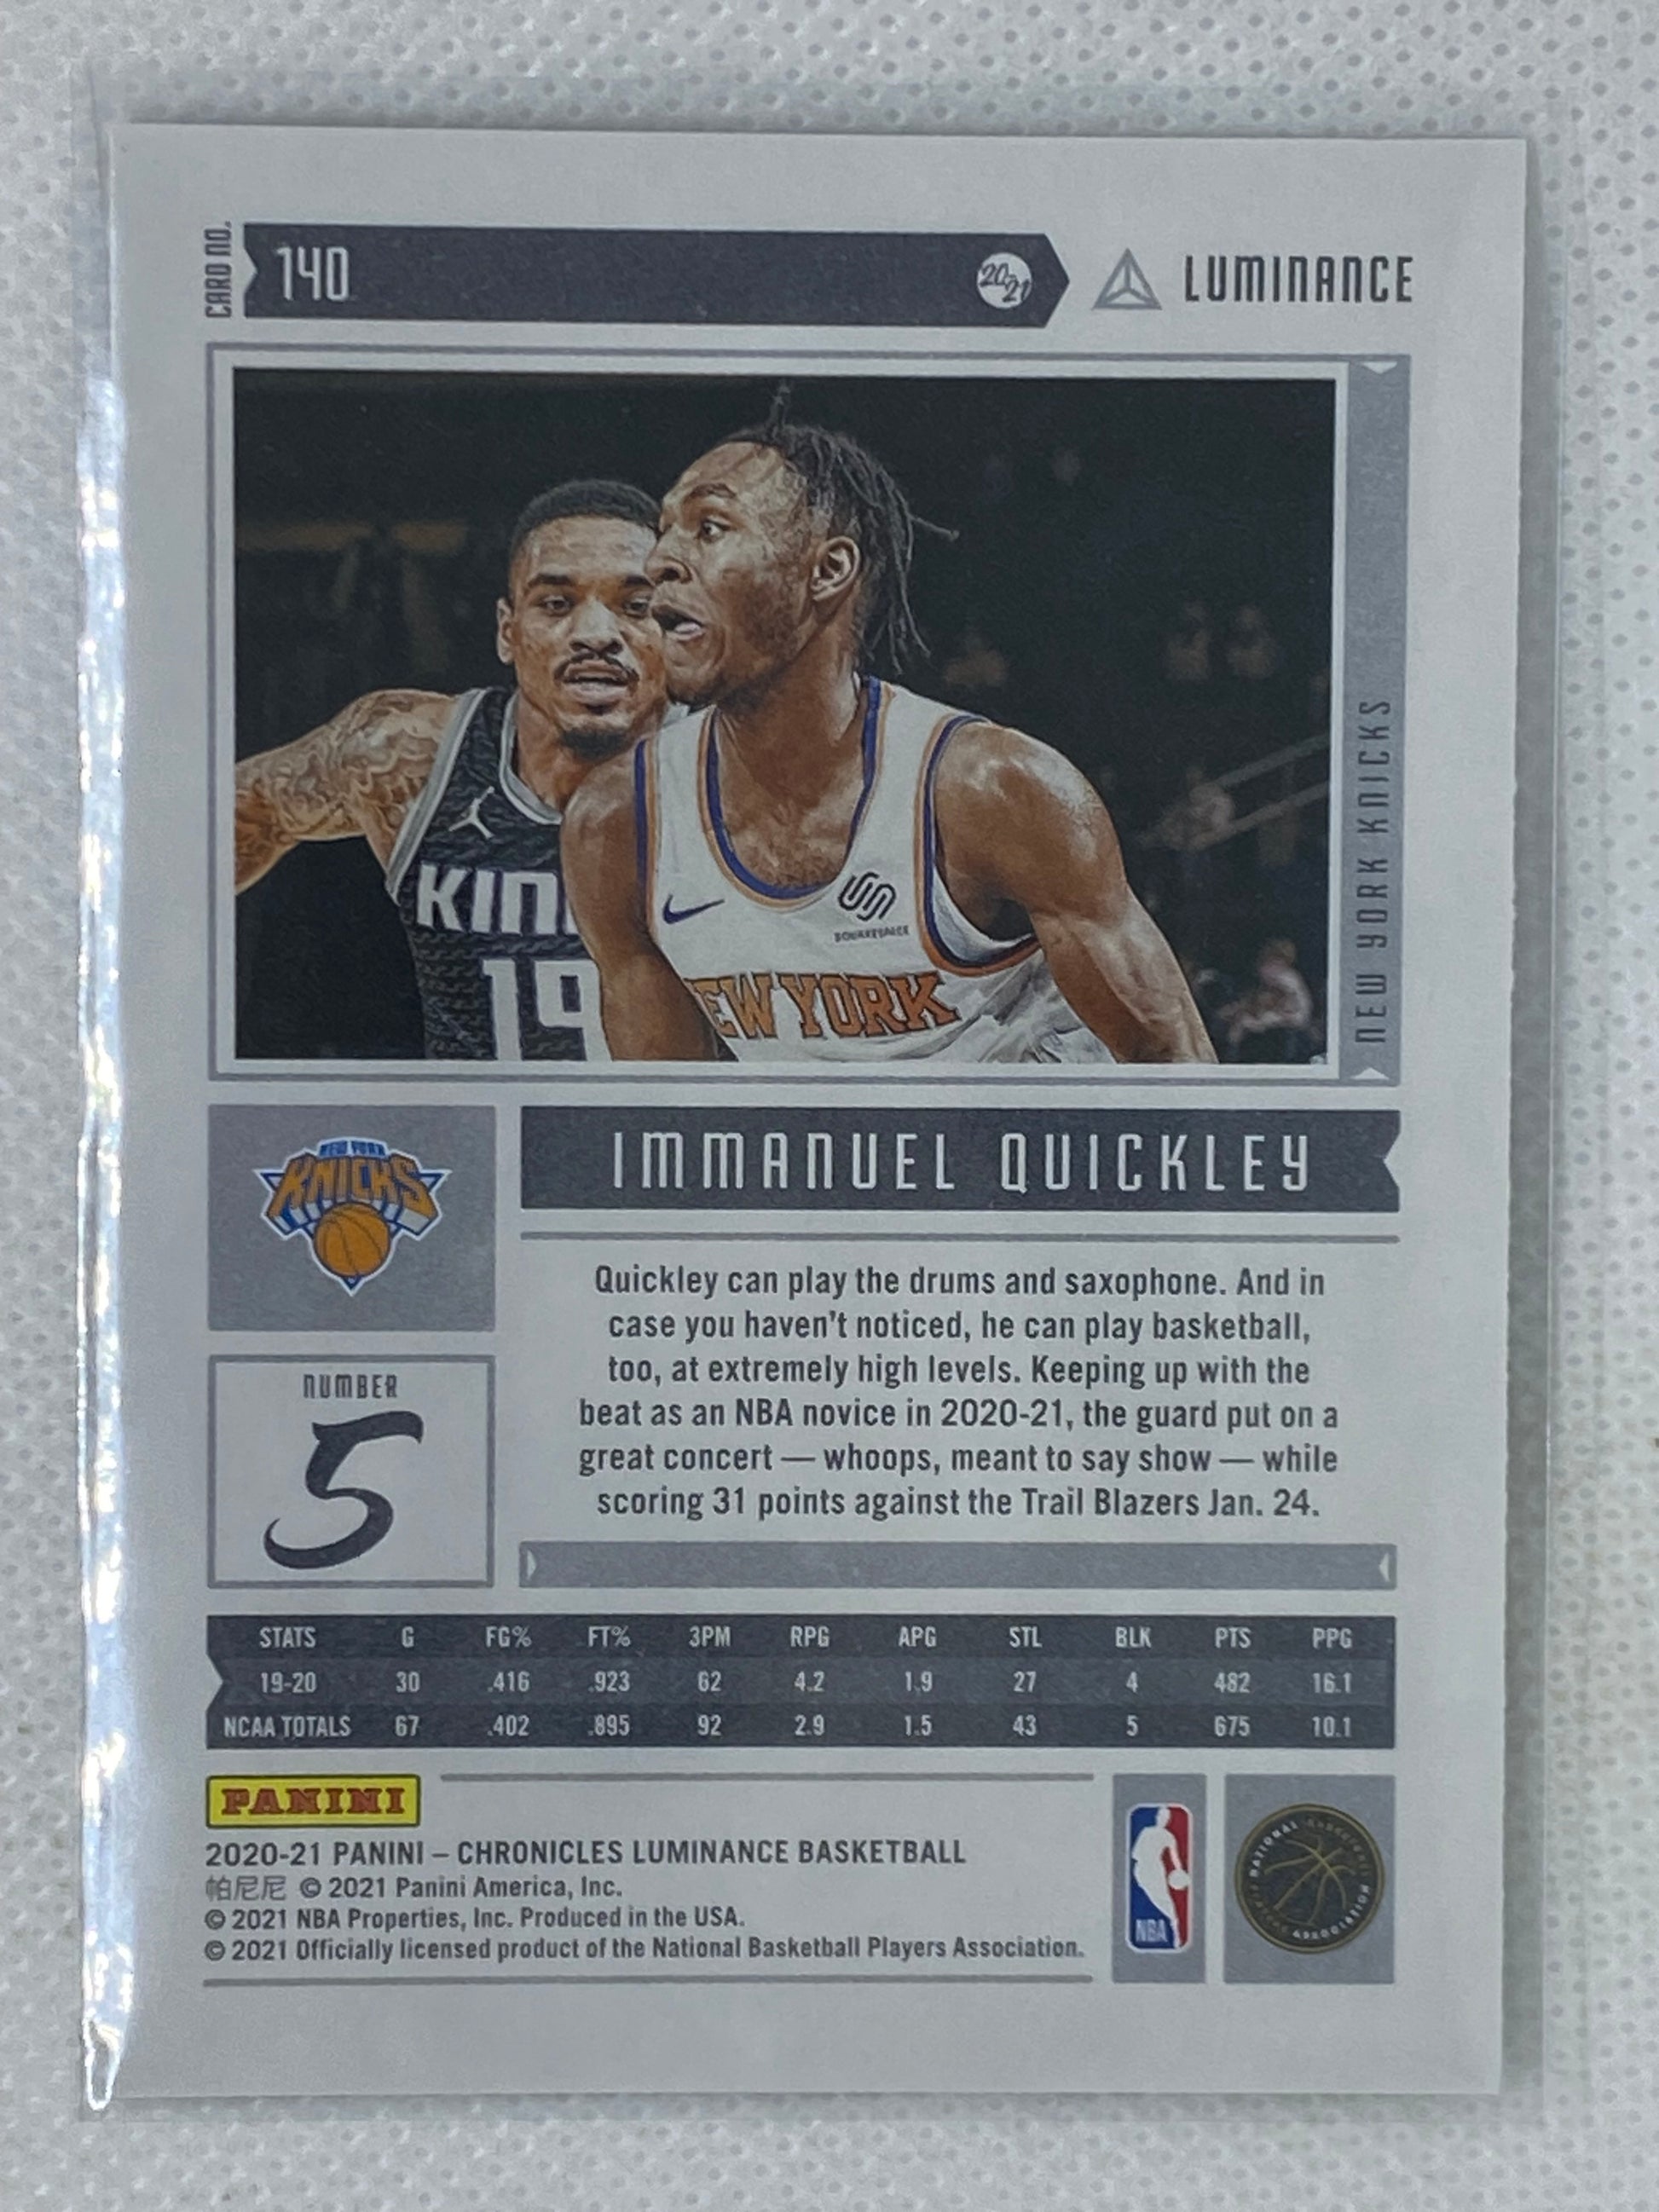 CARD NO.
140
20-21
LUMINANCE
KIN
19
SQUARESPACE
EW YORK
NEW YORK KNICKS
NEW YORK
KNICKS
IMMANUEL QUICKLEY
Quickley can play the drums and saxophone. And in
case you haven't noticed, he can play basketball,
too, at extremely high levels. Keeping up with the
beat as an NBA novice in 2020-21, the guard put on a
great concert — whoops, meant to say show — while
scoring 31 points against the Trail Blazers Jan. 24.
NUMBER
5
STATS G FG% FT% 3PM RPG APG STL BLK PTS PPG
19-20 30 .416 .923 62 4.2 1.9 27 4 482 16.1
NCAA TOTALS 67 .402 .895 92 2.9 1.5 43 5 675 10.1
PANINI
2020-21 PANINI – CHRONICLES LUMINANCE BASKETBALL
帕尼尼 © 2021 Panini America, Inc.
© 2021 NBA Properties, Inc. Produced in the USA.
© 2021 Officially licensed product of the National Basketball Players Association.
NBA
NATIONAL BASKETBALL PLAYERS ASSOCIATION